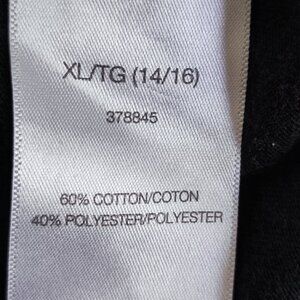 XL/TG (14/16)
378845
60% COTTON/COTON
40% POLYESTER/POLYESTER